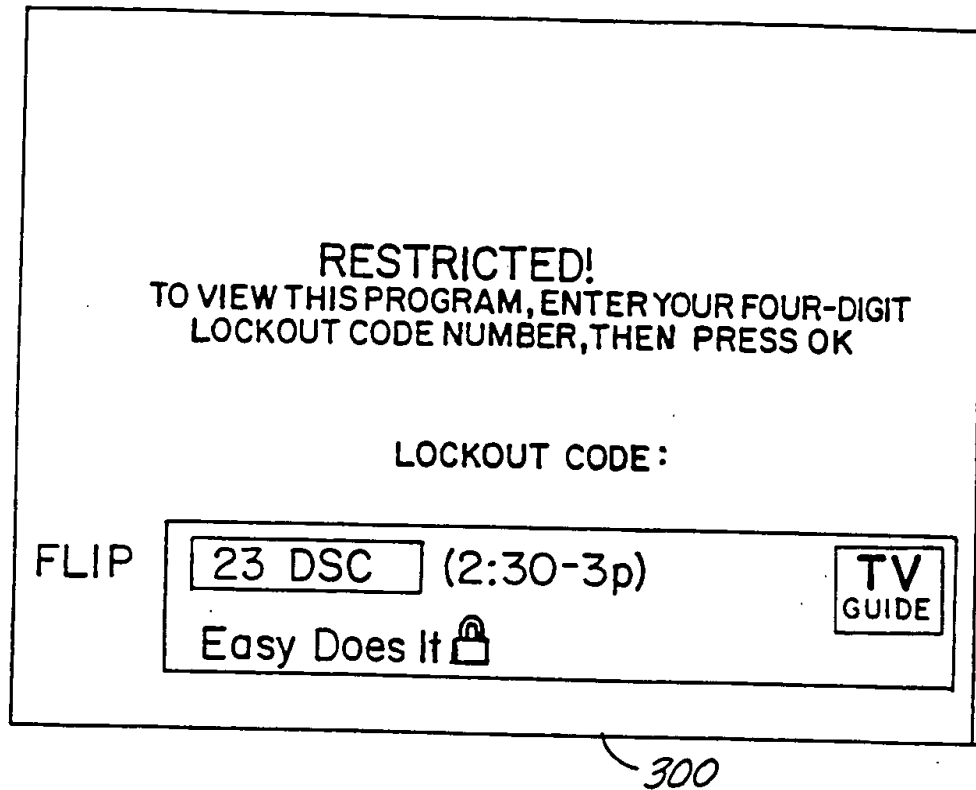 RESTRICTED!
TO VIEW THIS PROGRAM, ENTER YOUR FOUR-DIGIT
LOCKOUT CODE NUMBER, THEN PRESS OK
LOCKOUT CODE:
FLIP
23 DSC (2:30-3p)
TV
GUIDE
Easy Does It
300